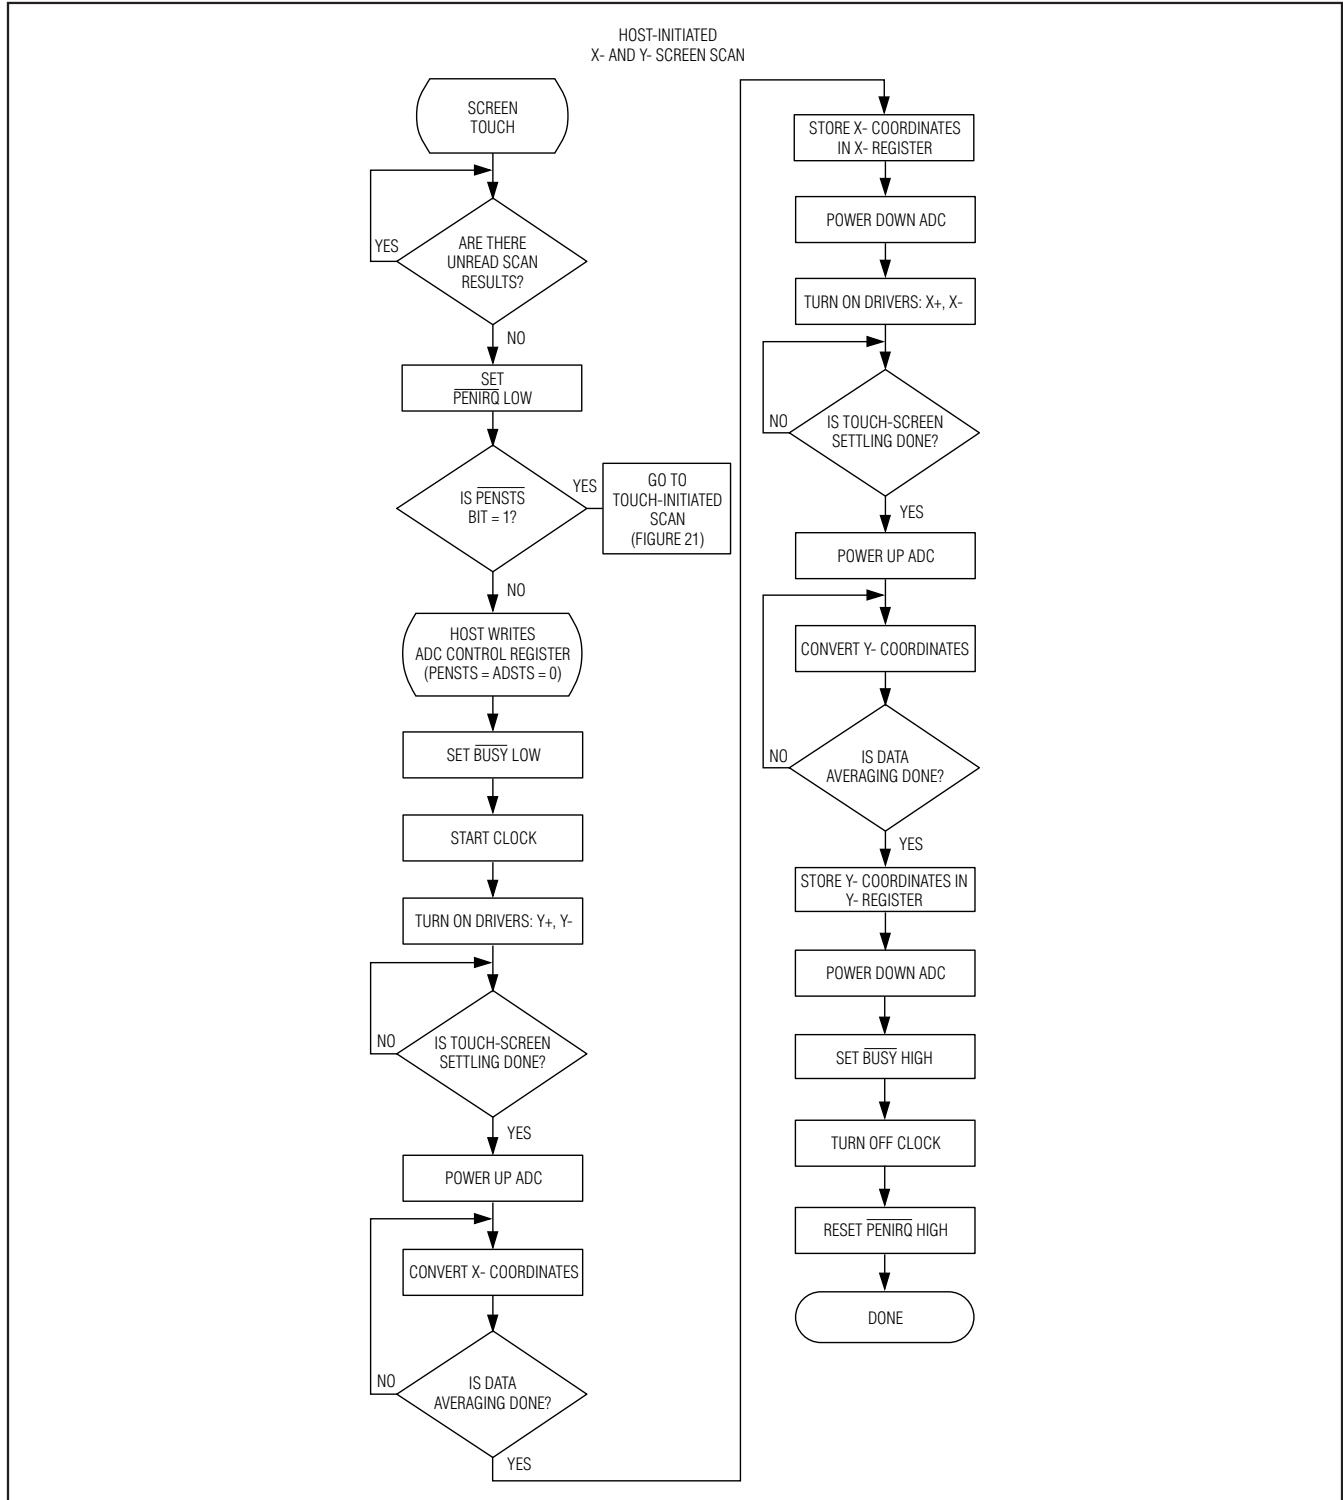 HOST-INITIATED
X- AND Y- SCREEN SCAN
SCREEN
TOUCH
YES
ARE THERE
UNREAD SCAN
RESULTS?
NO
SET
PENIRQ LOW
IS PENSTS
BIT = 1?
YES
GO TO
TOUCH-INITIATED
SCAN
(FIGURE 21)
NO
HOST WRITES
ADC CONTROL REGISTER
(PENSTS = ADSTS = 0)
SET BUSY LOW
START CLOCK
TURN ON DRIVERS: Y+, Y-
NO
IS TOUCH-SCREEN
SETTLING DONE?
YES
POWER UP ADC
CONVERT X- COORDINATES
NO
IS DATA
AVERAGING DONE?
YES
STORE X- COORDINATES
IN X- REGISTER
POWER DOWN ADC
TURN ON DRIVERS: X+, X-
NO
IS TOUCH-SCREEN
SETTLING DONE?
YES
POWER UP ADC
CONVERT Y- COORDINATES
NO
IS DATA
AVERAGING DONE?
YES
STORE Y- COORDINATES IN
Y- REGISTER
POWER DOWN ADC
SET BUSY HIGH
TURN OFF CLOCK
RESET PENIRQ HIGH
DONE